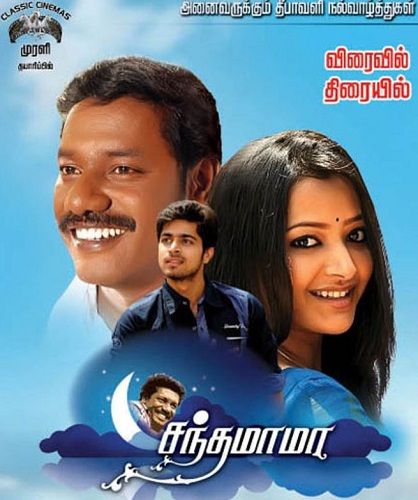 அனைவருக்கும் தீபாவளி நல்வாழ்த்துகள்
CLASSIC CINEMAS
முரளி
தயாரிப்பில்
விரைவில்
திரையில்
சந்தமாமா